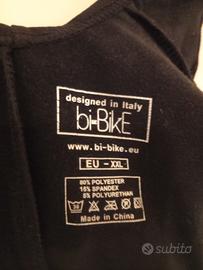 designed in Italy
bi-BikE
www.bi-bike.eu
EU - XXL
80% POLYESTER
15% SPANDEX
5% POLYURETHAN
Made in China
subito